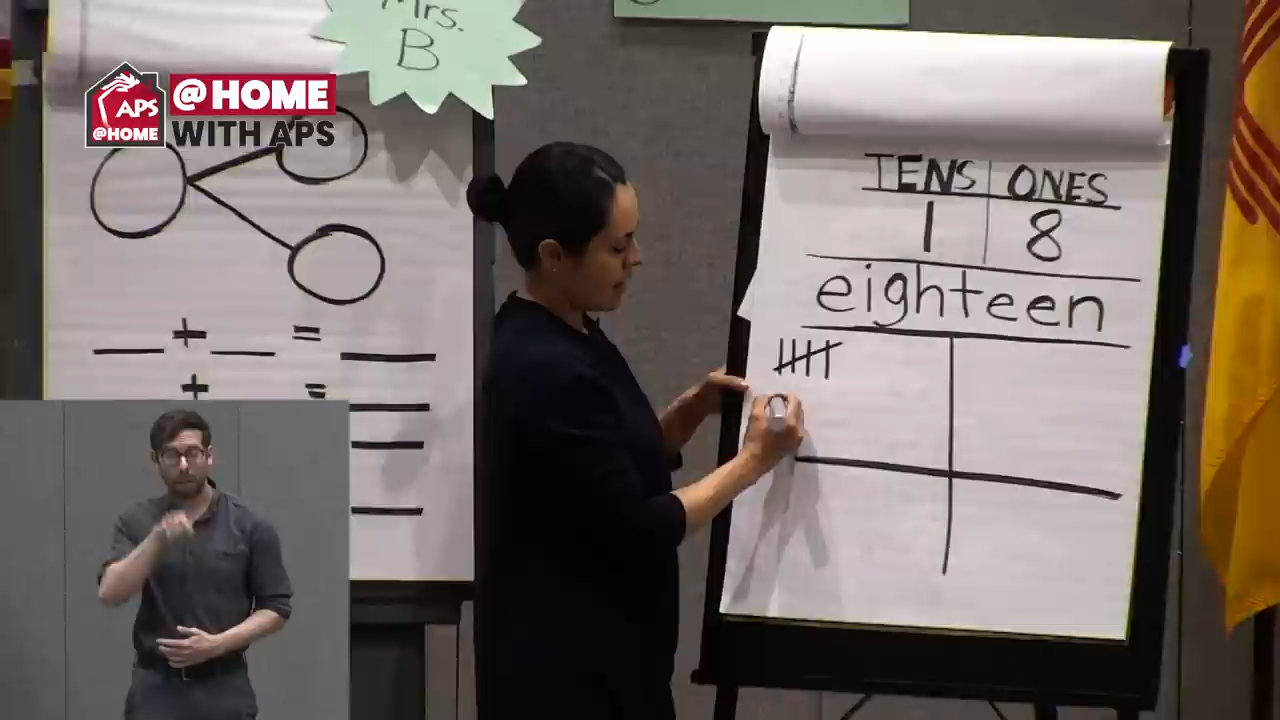 Mrs.
B
APS
@HOME
@HOME
WITH APS
+ =
+ =
TENS ONES
1 8
eighteen